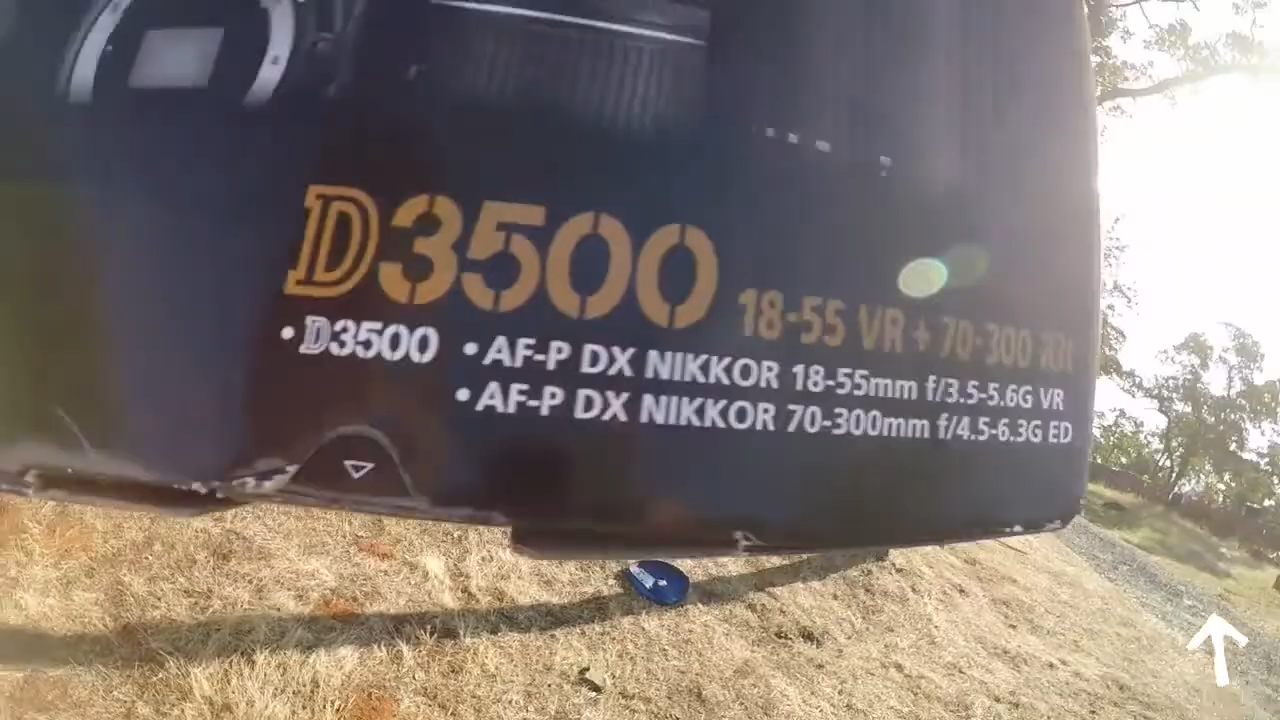 D3500 18-55 VR + 70-300 Kit
• D3500 • AF-P DX NIKKOR 18-55mm f/3.5-5.6G VR
• AF-P DX NIKKOR 70-300mm f/4.5-6.3G ED